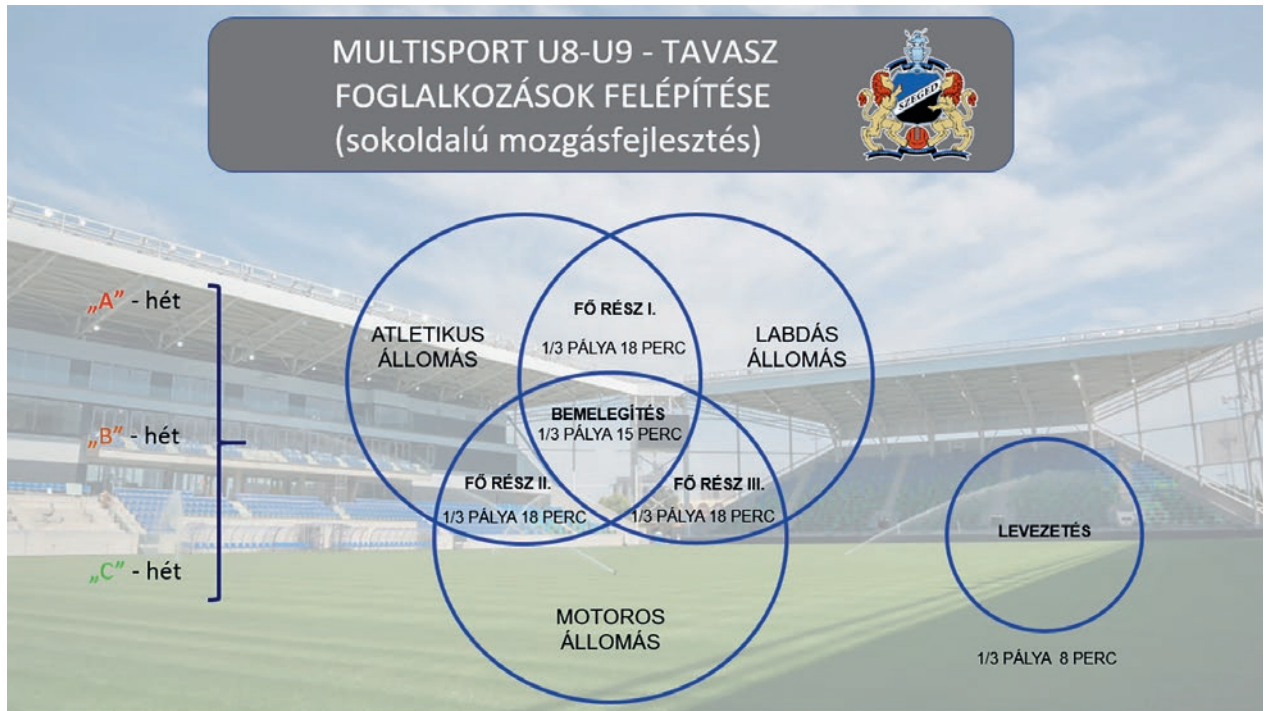 MULTISPORT U8-U9 - TAVASZ
FOGLALKOZÁSOK FELÉPÍTÉSE
(sokoldalú mozgásfejlesztés)
SZEGED
„A” - hét
„B” - hét
„C” - hét
ATLETIKUS
ÁLLOMÁS
FŐ RÉSZ I.
1/3 PÁLYA 18 PERC
LABDÁS
ÁLLOMÁS
BEMELEGÍTÉS
1/3 PÁLYA 15 PERC
FŐ RÉSZ II.
1/3 PÁLYA 18 PERC
FŐ RÉSZ III.
1/3 PÁLYA 18 PERC
MOTOROS
ÁLLOMÁS
LEVEZETÉS
1/3 PÁLYA 8 PERC